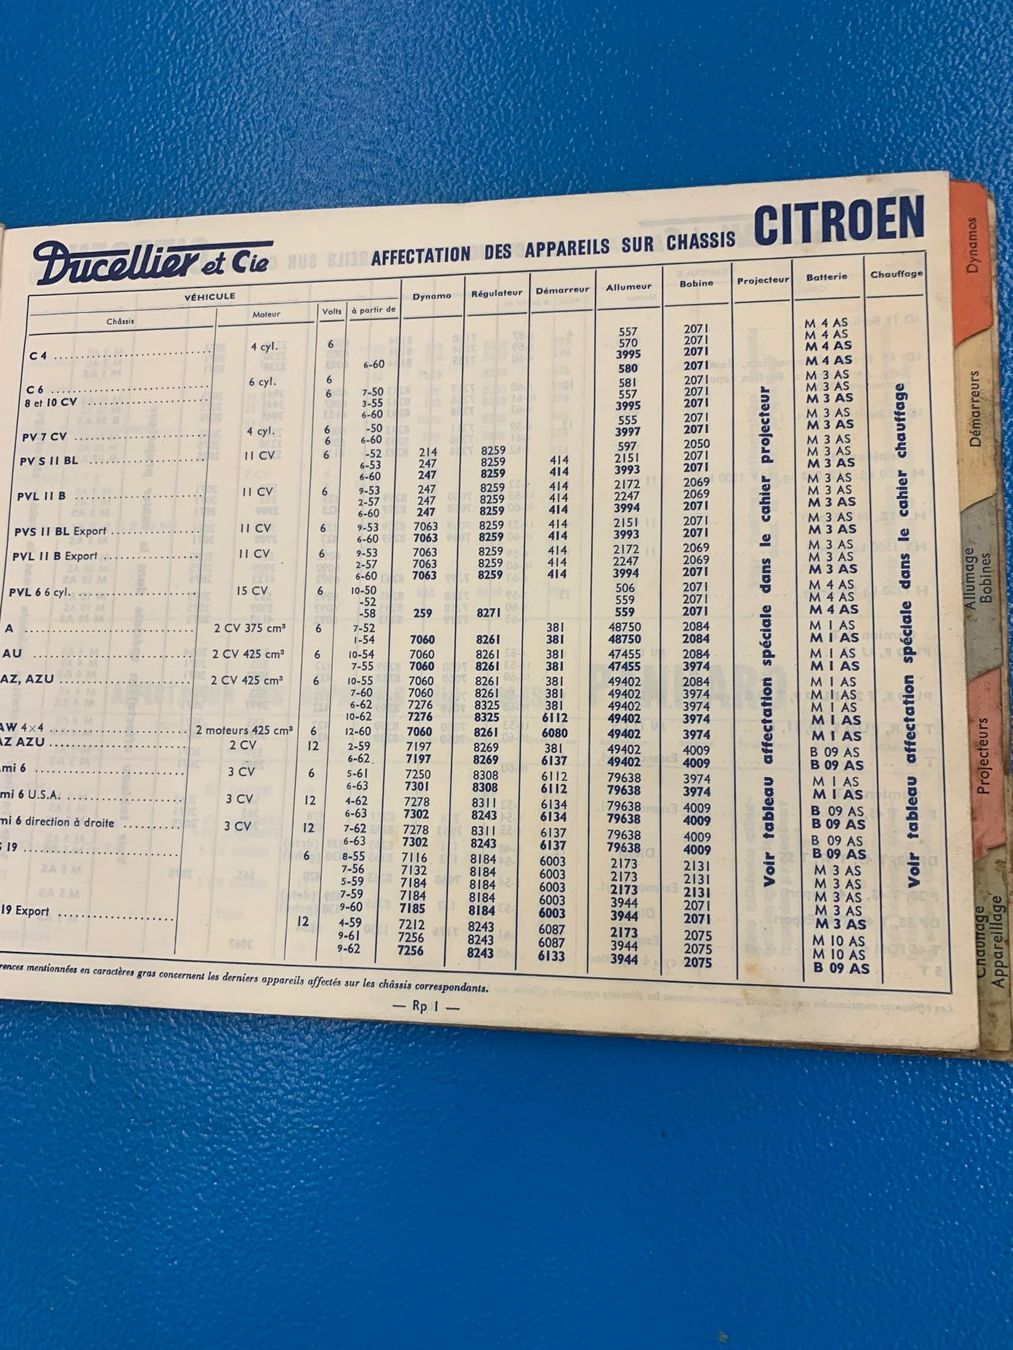 Ducellier et Cie AFFECTATION DES APPAREILS SUR CHASSIS CITROEN
VÉHICULE Dynamo Régulateur Démarreur Allumeur Bobine Projecteur Batterie Chauffage
Châssis Moteur Volts à partir de
557 2071 M 4 AS
C 4 4 cyl. 6 570 2071 M 4 AS
3995 2071 M 4 AS
6-60 580 2071 M 4 AS
C 6 6 cyl. 6 581 2071 M 3 AS
8 et 10 CV 6 7-50 557 2071 M 3 AS
3-55 3995 2071 M 3 AS
6-60 555 2071 M 3 AS
PV 7 CV 4 cyl. 6 -50 3997 2071 M 3 AS
6 6-60 597 2050 M 3 AS
PV S 11 BL 11 CV 6 -52 214 8259 2151 2071 M 3 AS
6-53 247 8259 414 3993 2071 M 3 AS
6-60 247 8259 414
PVL 11 B 11 CV 6 9-53 247 8259 414 2172 2069 M 3 AS
2-57 247 8259 414 2247 2069 M 3 AS
6-60 247 8259 414 3994 2071 M 3 AS
PVS 11 BL Export 11 CV 6 9-53 7063 8259 414 2151 2071 M 3 AS
6-60 7063 8259 414 3993 2071 M 3 AS
PVL 11 B Export 11 CV 6 9-53 7063 8259 414 2172 2069 M 3 AS
2-57 7063 8259 414 2247 2069 M 3 AS
6-60 7063 8259 414 3994 2071 M 3 AS
PVL 6 6 cyl. 15 CV 6 10-50 506 2071 M 4 AS
-52 559 2071 M 4 AS
-58 259 8271 559 2071 M 4 AS
A 2 CV 375 cm³ 6 7-52 381 48750 2084 M 1 AS
1-54 7060 8261 381 48750 2084 M 1 AS
AU 2 CV 425 cm³ 6 10-54 7060 8261 381 47455 2084 M 1 AS
7-55 7060 8261 381 47455 3974 M 1 AS
AZ, AZU 2 CV 425 cm³ 6 10-55 7060 8261 381 49402 2084 M 1 AS
7-60 7060 8261 381 49402 3974 M 1 AS
6-62 7276 8325 381 49402 3974 M 1 AS
10-62 7276 8325 6112 49402 3974 M 1 AS
AW 4×4 2 moteurs 425 cm³ 6 12-60 7060 8261 6080 49402 3974 M 1 AS
AZ AZU 2 CV 12 2-59 7197 8269 381 49402 4009 B 09 AS
6-62 7197 8269 6137 49402 4009 B 09 AS
mi 6 3 CV 6 5-61 7250 8308 6112 79638 3974 M 1 AS
6-63 7301 8308 6112 79638 3974 M 1 AS
mi 6 U.S.A. 3 CV 12 4-62 7278 8311 6134 79638 4009 B 09 AS
6-63 7302 8243 6134 79638 4009 B 09 AS
mi 6 direction à droite 3 CV 12 7-62 7278 8311 6137 79638 4009 B 09 AS
6-63 7302 8243 6137 79638 4009 B 09 AS
S 19 6 8-55 7116 8184 6003 2173 2131 M 3 AS
7-56 7132 8184 6003 2173 2131 M 3 AS
5-59 7184 8184 6003 2173 2131 M 3 AS
7-59 7184 8184 6003 3944 2071 M 3 AS
9-60 7185 8184 6003 3944 2071 M 3 AS
19 Export 12 4-59 7212 8243 6087 2173 2075 M 10 AS
9-61 7256 8243 6087 3944 2075 M 10 AS
9-62 7256 8243 6133 3944 2075 B 09 AS
Voir tableau affectation spéciale dans le cahier projecteur
Voir tableau affectation spéciale dans le cahier chauffage
rences mentionnées en caractères gras concernent les derniers appareils affectés sur les châssis correspondants.
— Rp 1 —
Dynamos
Démarreurs
Allumage
Bobines
Projecteurs
Chauffage
Appareillage